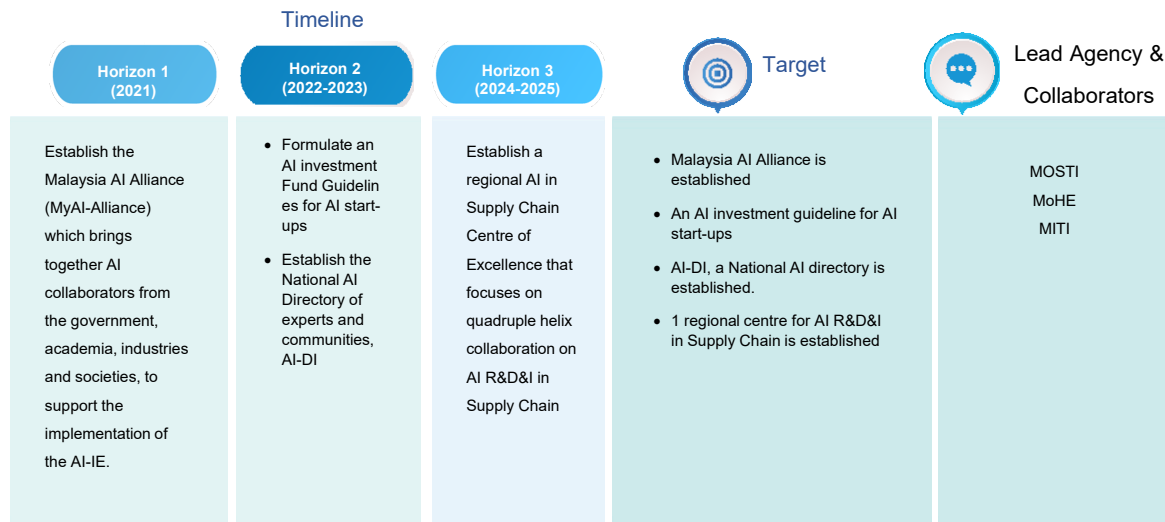 Timeline
Horizon 1
(2021)
Horizon 2
(2022-2023)
Horizon 3
(2024-2025)
Target
Lead Agency &
Collaborators
Establish the
Malaysia AI Alliance
(MyAI-Alliance)
which brings
together AI
collaborators from
the government,
academia, industries
and societies, to
support the
implementation of
the AI-IE.
• Formulate an
AI investment
Fund Guidelin
es for AI start-
ups
• Establish the
National AI
Directory of
experts and
communities,
AI-DI
Establish a
regional AI in
Supply Chain
Centre of
Excellence that
focuses on
quadruple helix
collaboration on
AI R&D&I in
Supply Chain
• Malaysia AI Alliance is
established
• An AI investment guideline for AI
start-ups
• AI-DI, a National AI directory is
established.
• 1 regional centre for AI R&D&I
in Supply Chain is established
MOSTI
MoHE
MITI